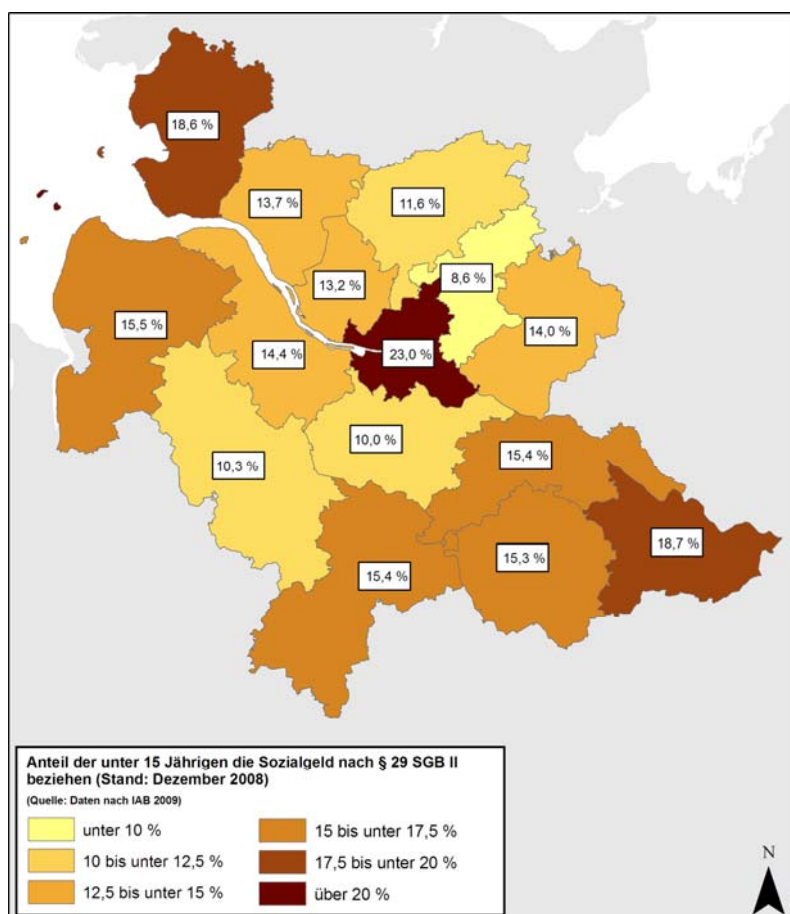 18,6 %
13,7 %
11,6 %
8,6 %
13,2 %
15,5 %
14,0 %
14,4 %
23,0 %
10,0 %
10,3 %
15,4 %
18,7 %
15,3 %
15,4 %
Anteil der unter 15 Jährigen die Sozialgeld nach § 29 SGB II
beziehen (Stand: Dezember 2008)
(Quelle: Daten nach IAB 2009)
unter 10 %
10 bis unter 12,5 %
12,5 bis unter 15 %
15 bis unter 17,5 %
17,5 bis unter 20 %
über 20 %
N